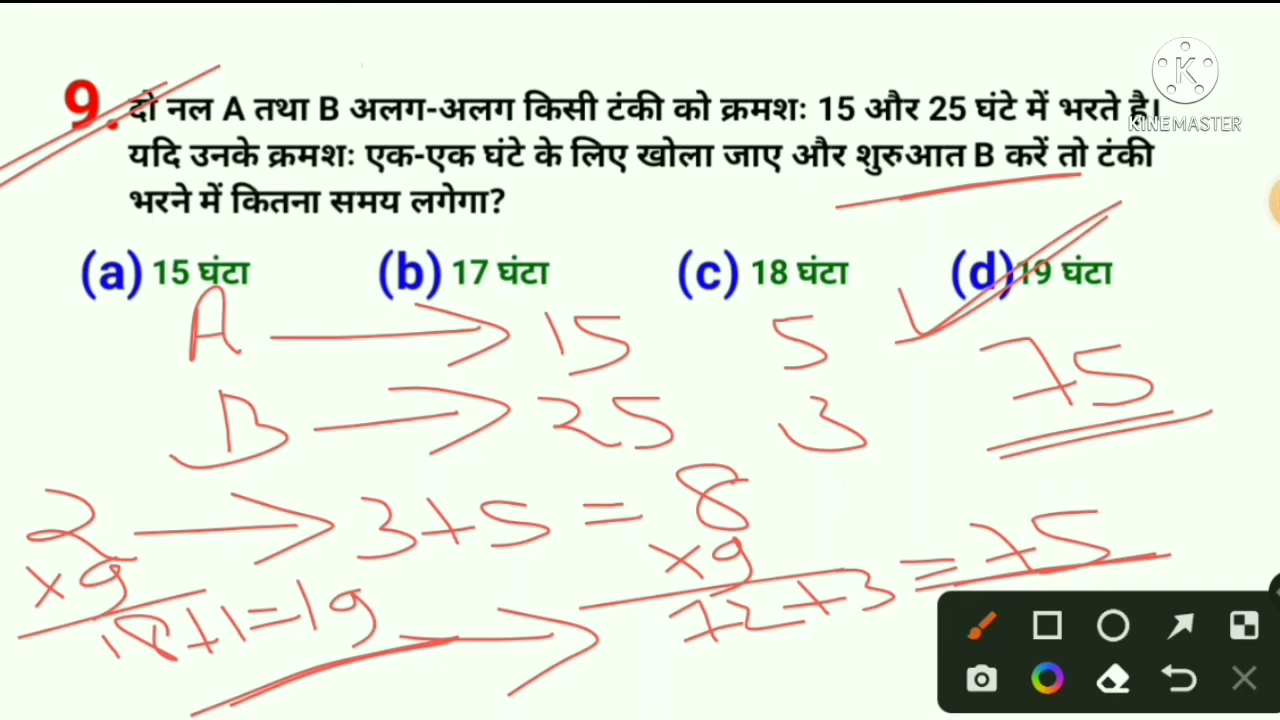 K
KINEMASTER
9. दो नल A तथा B अलग-अलग किसी टंकी को क्रमशः 15 और 25 घंटे में भरते है।
यदि उनके क्रमशः एक-एक घंटे के लिए खोला जाए और शुरुआत B करें तो टंकी
भरने में कितना समय लगेगा?
(a) 15 घंटा (b) 17 घंटा (c) 18 घंटा (d) 19 घंटा
A → 15 5
B → 25 3
75
2 → 3+5 = 8
×9 ×9
18+1=19 → 72+3 = 75